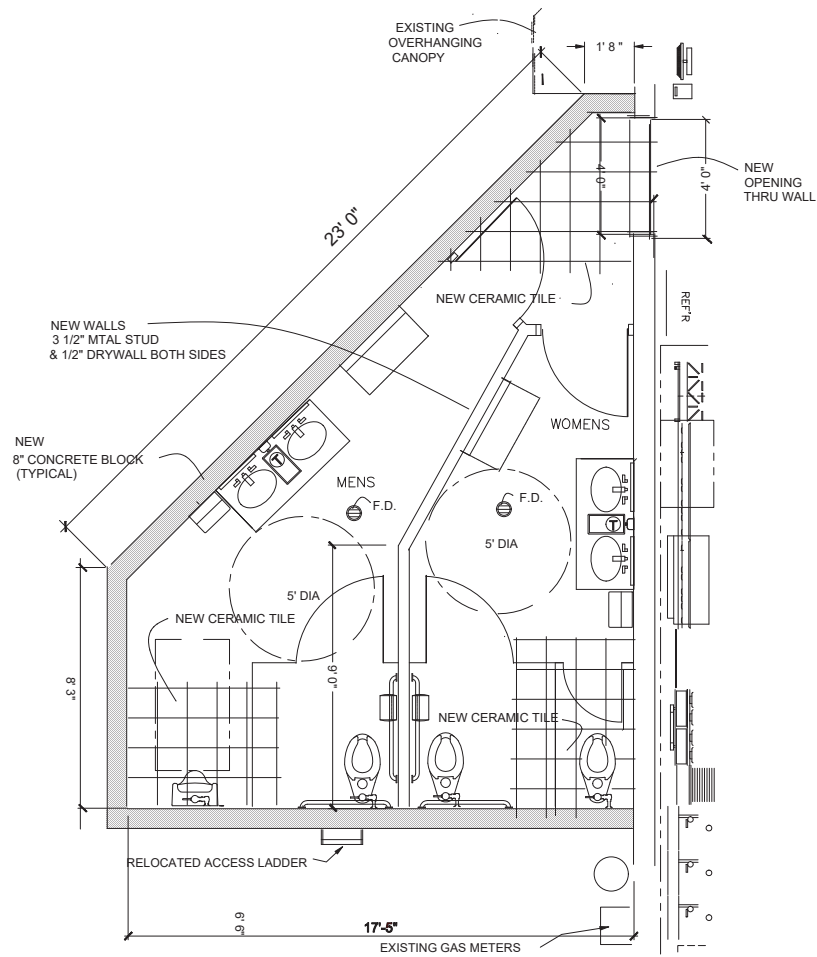 EXISTING
OVERHANGING
CANOPY
1' 8"
4' 0"
4' 0"
NEW
OPENING
THRU WALL
23' 0"
NEW CERAMIC TILE
REF'R
NEW WALLS
3 1/2" MTAL STUD
& 1/2" DRYWALL BOTH SIDES
WOMENS
NEW
8" CONCRETE BLOCK
(TYPICAL)
MENS
F.D.
F.D.
T
T
5' DIA
5' DIA
NEW CERAMIC TILE
8' 3"
9' 0"
NEW CERAMIC TILE
RELOCATED ACCESS LADDER
6' 6"
17'-5"
EXISTING GAS METERS